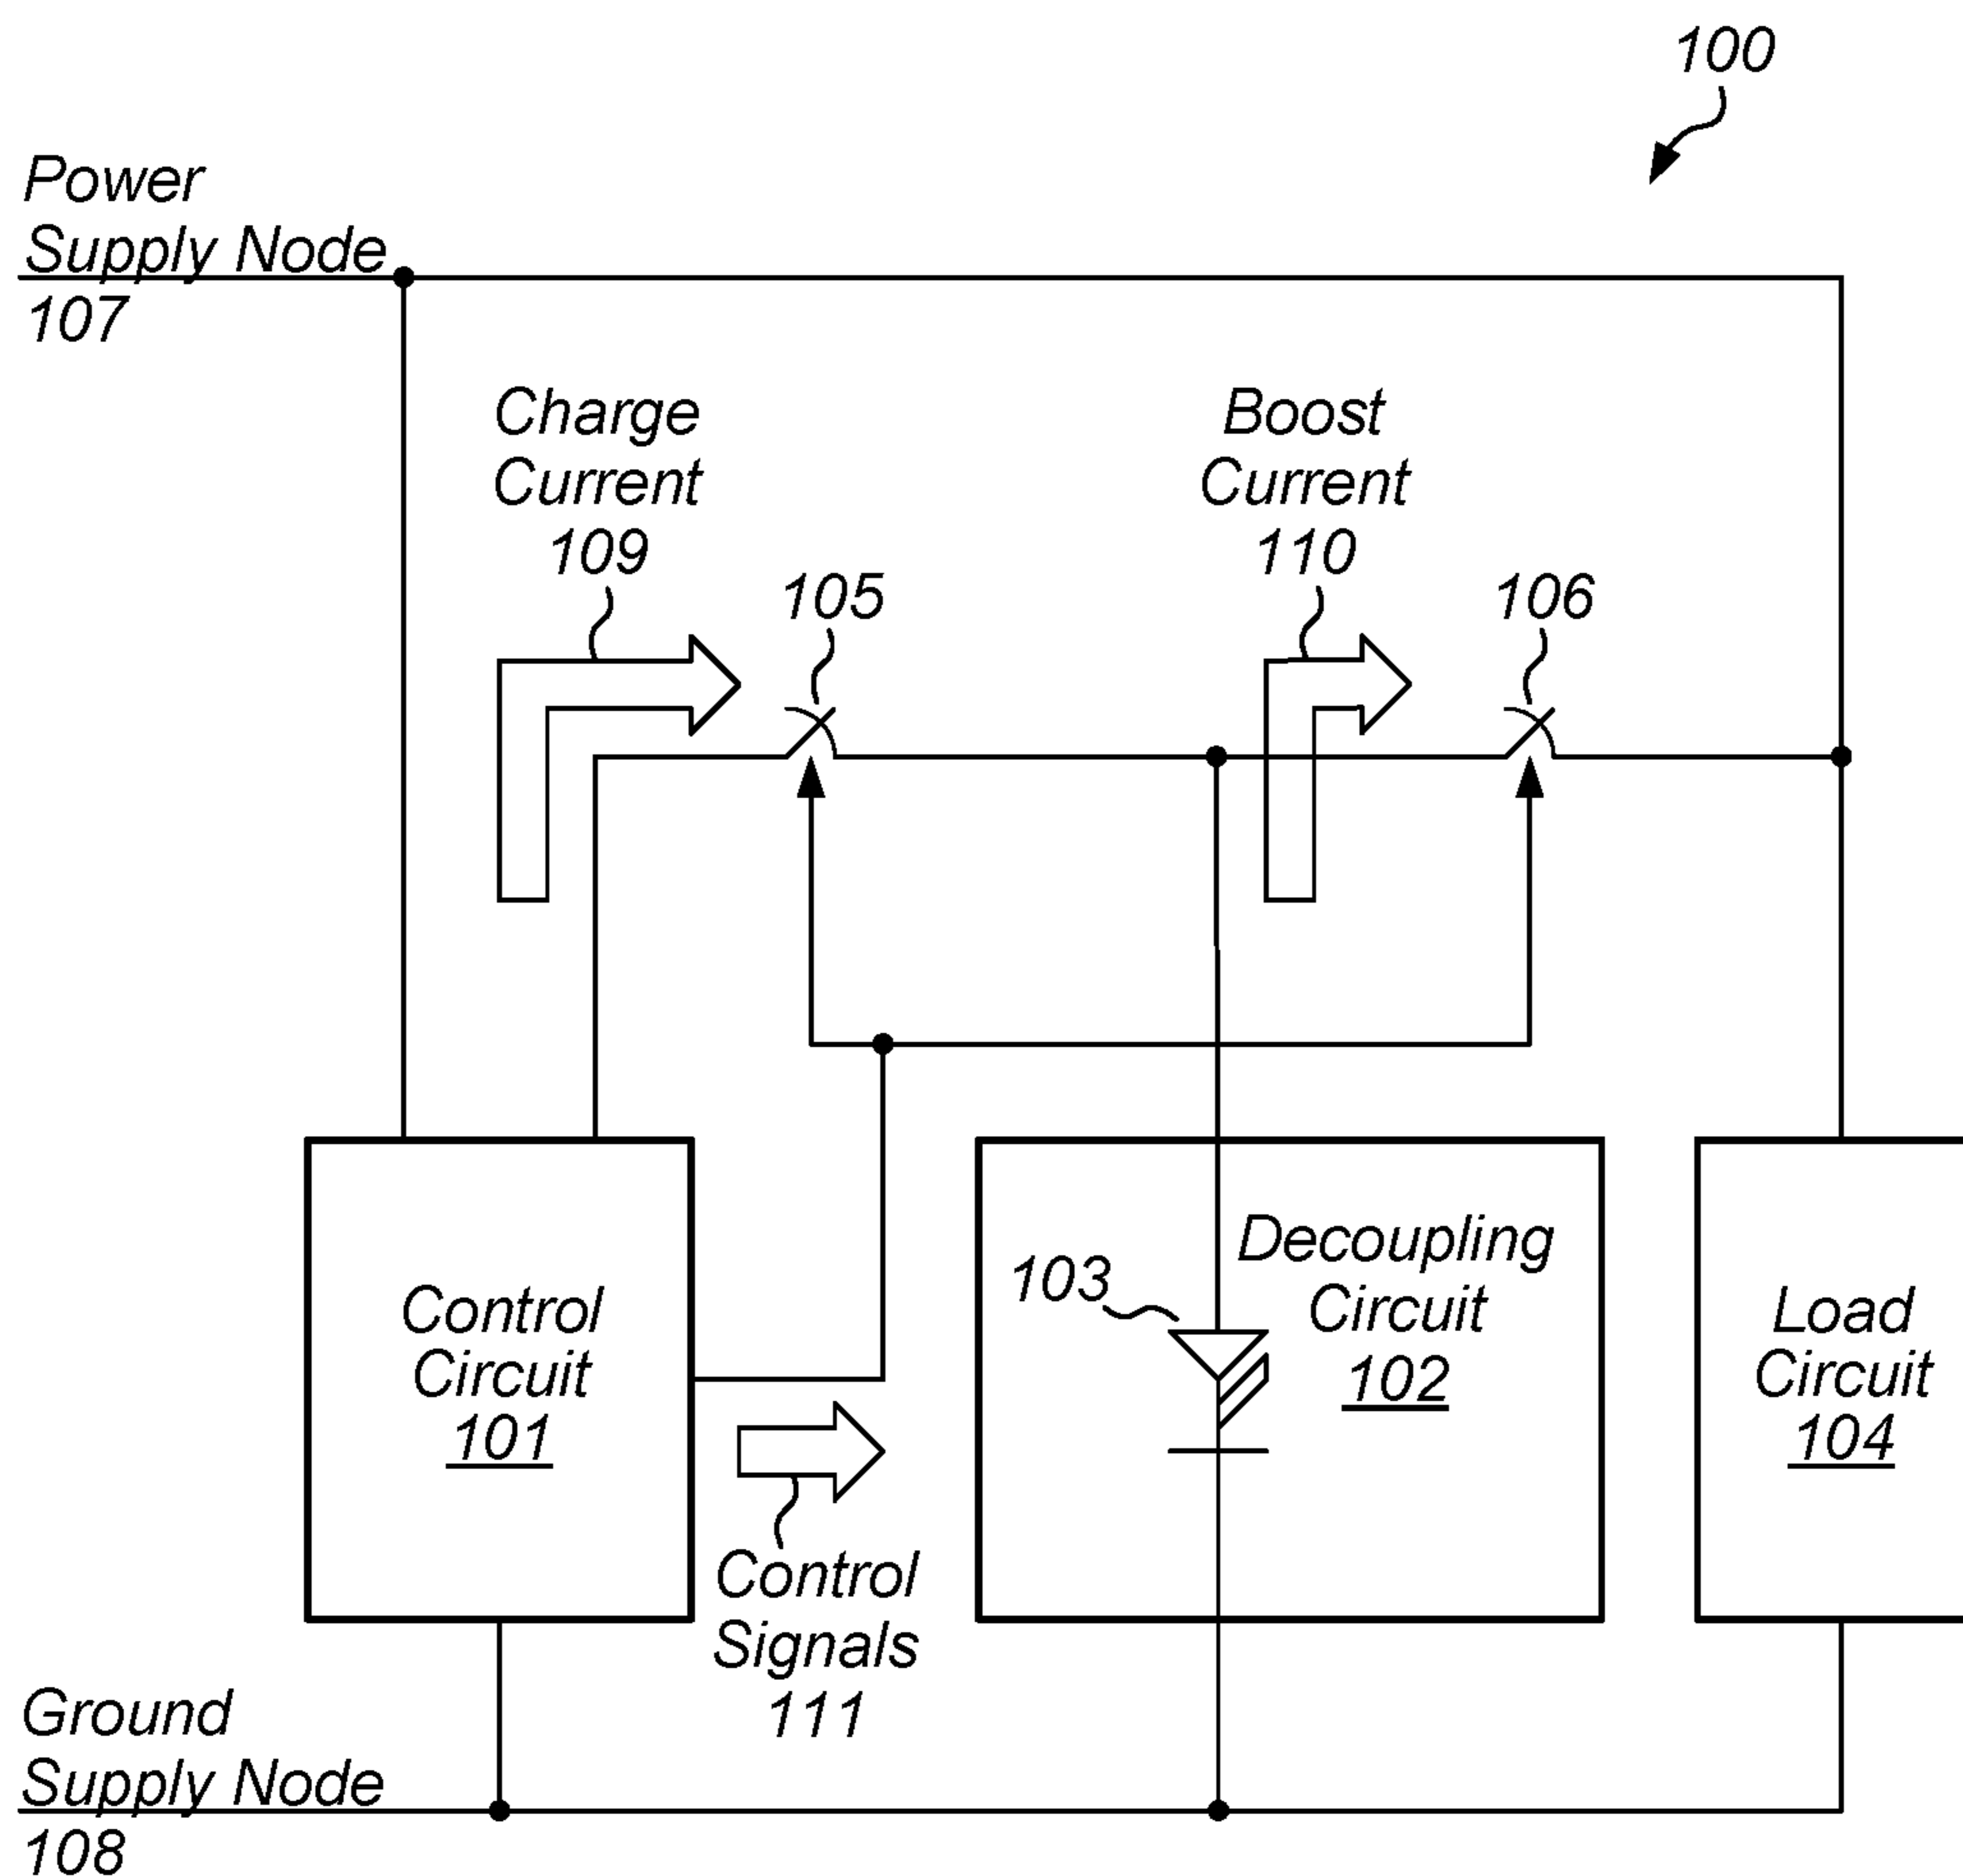 100
Power
Supply Node
107
Charge
Current
109
Boost
Current
110
105
106
Control
Circuit
101
103
Decoupling
Circuit
102
Load
Circuit
104
Control
Signals
111
Ground
Supply Node
108